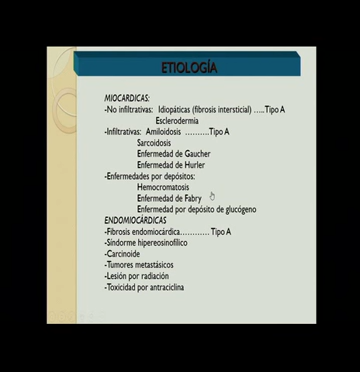 ETIOLOGÍA
MIOCARDICAS:
-No infiltrativas: Idiopáticas (fibrosis intersticial) .....Tipo A
Esclerodermia
-Infiltrativas: Amiloidosis ..........Tipo A
Sarcoidosis
Enfermedad de Gaucher
Enfermedad de Hurler
-Enfermedades por depósitos:
Hemocromatosis
Enfermedad de Fabry
Enfermedad por depósito de glucógeno
ENDOMIOCÁRDICAS
-Fibrosis endomiocárdica............ Tipo A
-Síndorme hipereosinofílico
-Carcinoide
-Tumores metastásicos
-Lesión por radiación
-Toxicidad por antraciclina